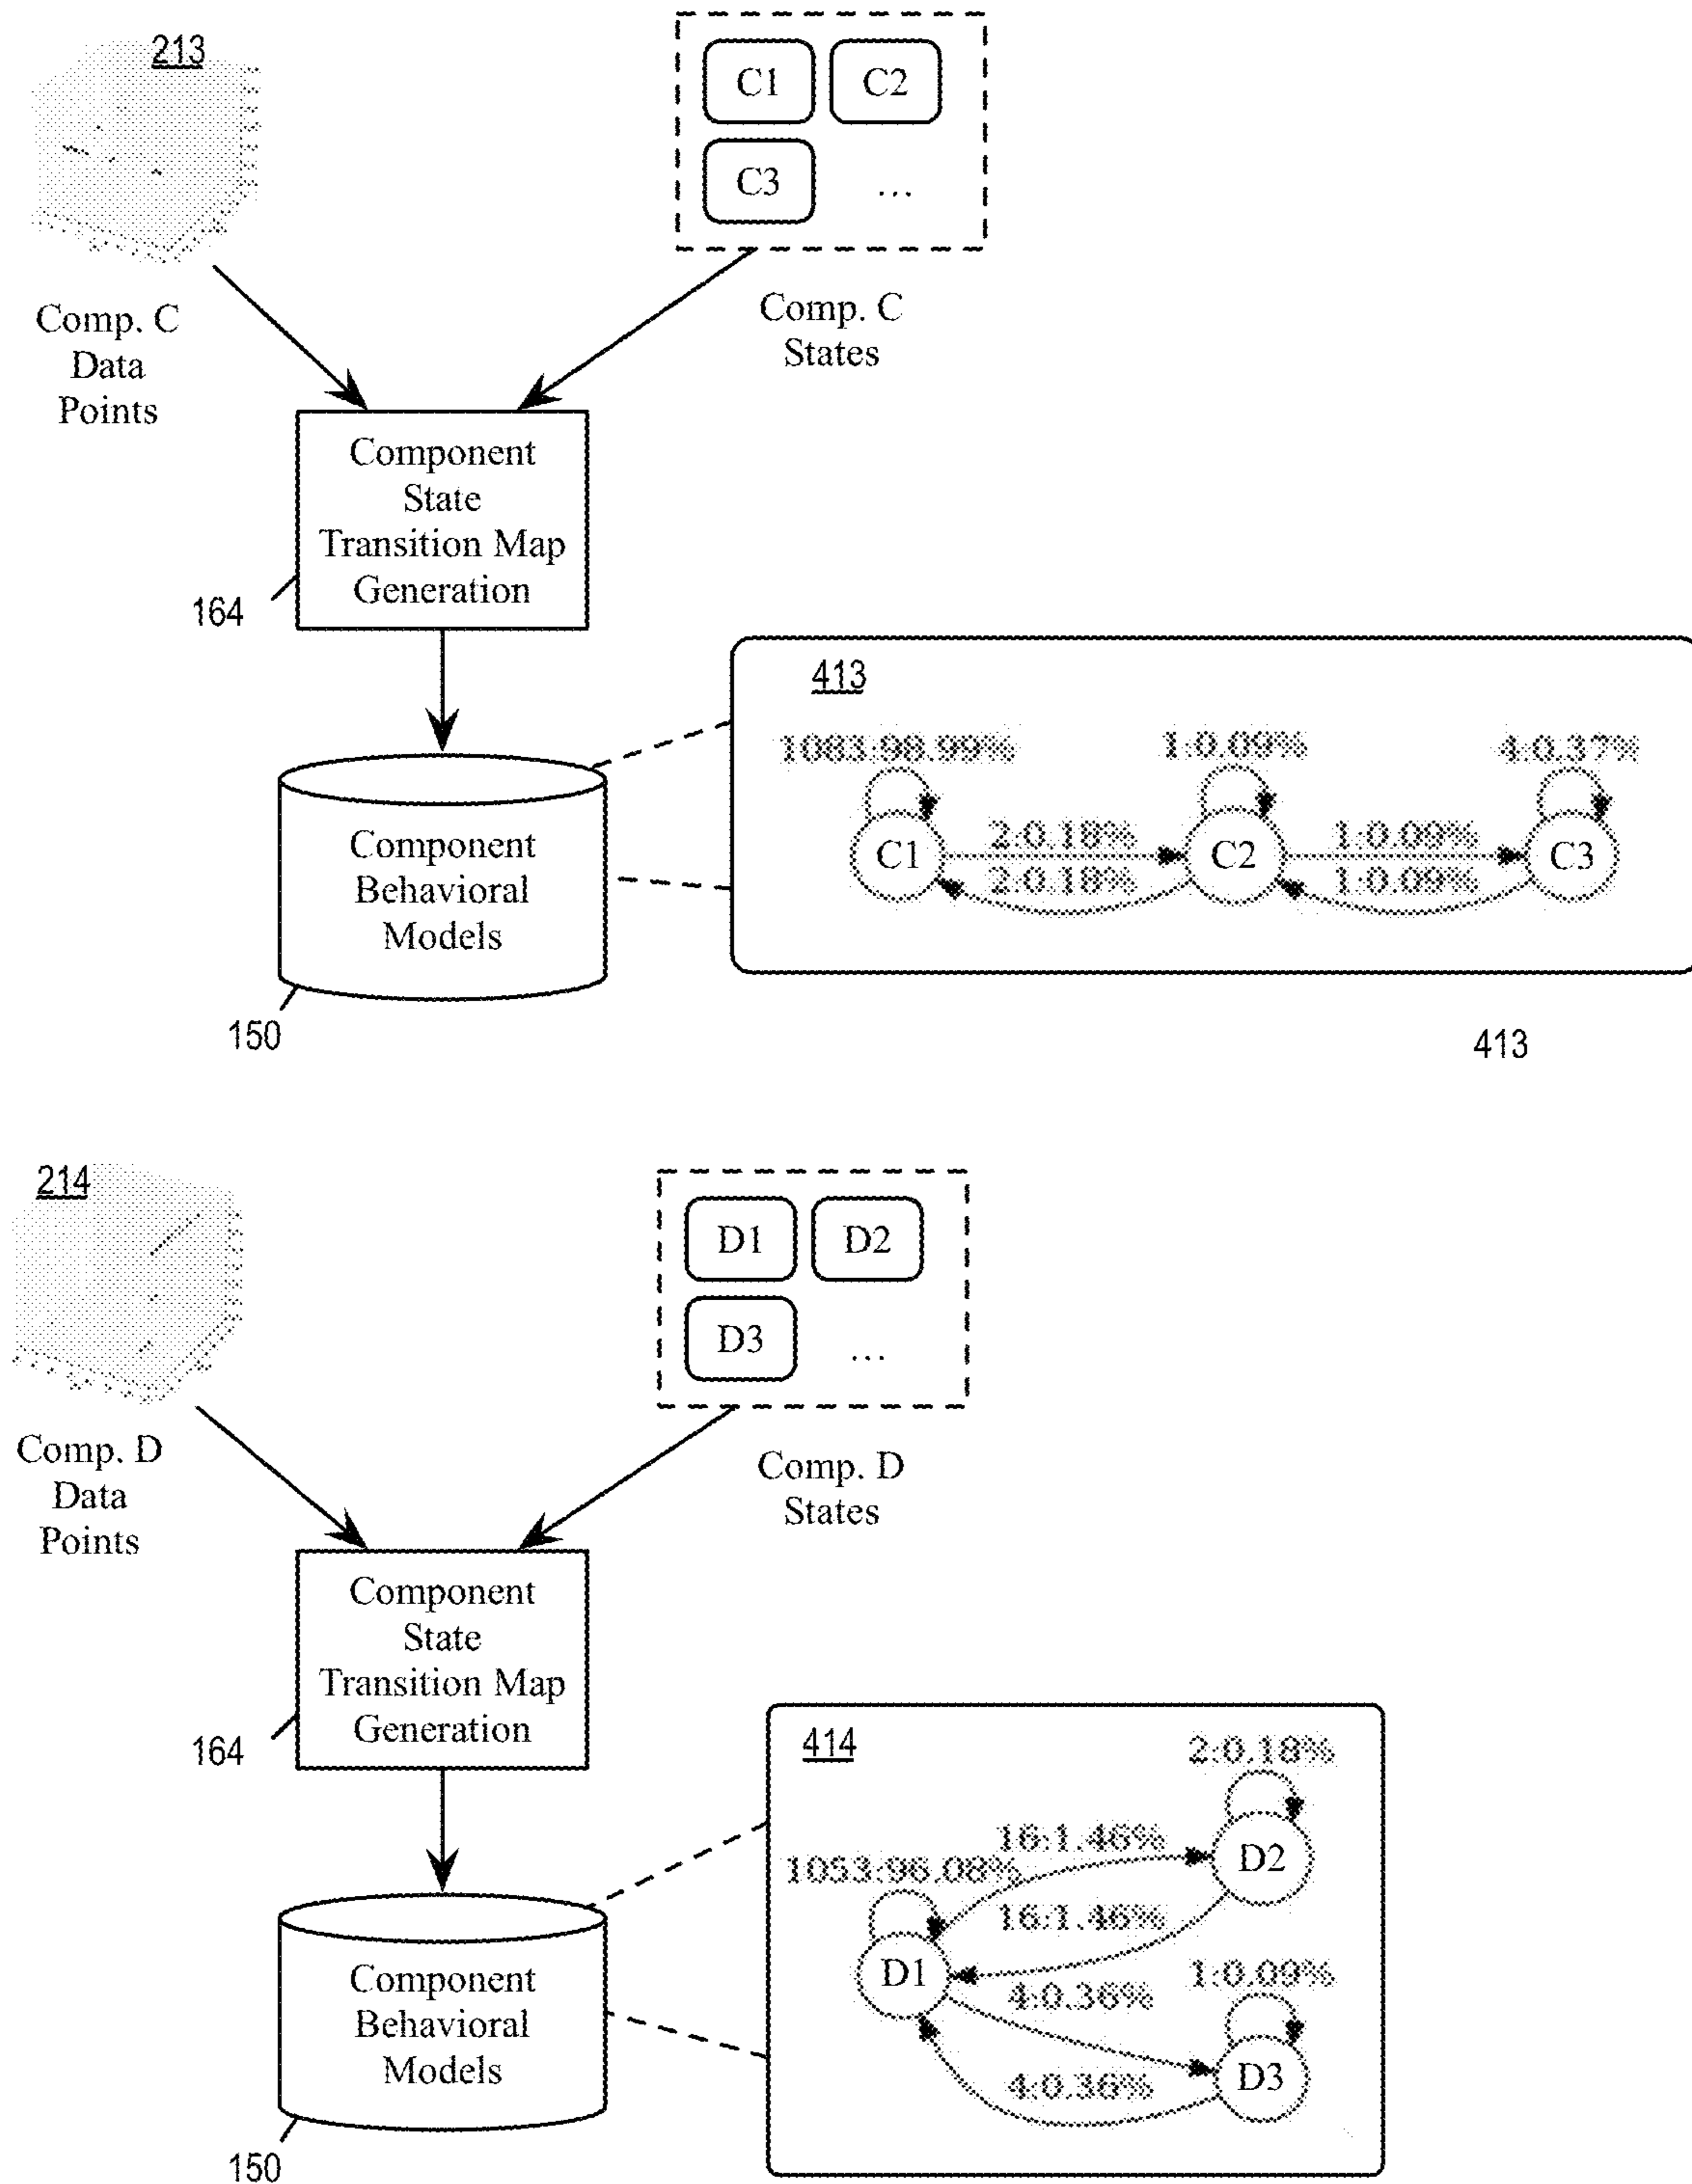 213
C1 C2
C3 ...
Comp. C
Data
Points
Comp. C
States
Component
State
Transition Map
Generation
164
413
1083:98.99% 1:0.09% 4:0.37%
2:0.18% 1:0.09%
C1 C2 C3
2:0.18% 1:0.09%
Component
Behavioral
Models
150
413
214
D1 D2
D3 ...
Comp. D
Data
Points
Comp. D
States
Component
State
Transition Map
Generation
164
414
2:0.18%
16:1.46%
D2
1053:96.08%
16:1.46%
D1
1:0.09%
4:0.36%
D3
4:0.36%
Component
Behavioral
Models
150